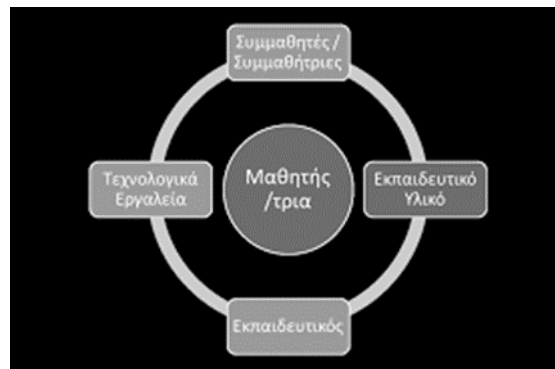 Συμμαθητές /
Συμμαθήτριες
Τεχνολογικά
Εργαλεία
Μαθητής
/τρια
Εκπαιδευτικό
Υλικό
Εκπαιδευτικός